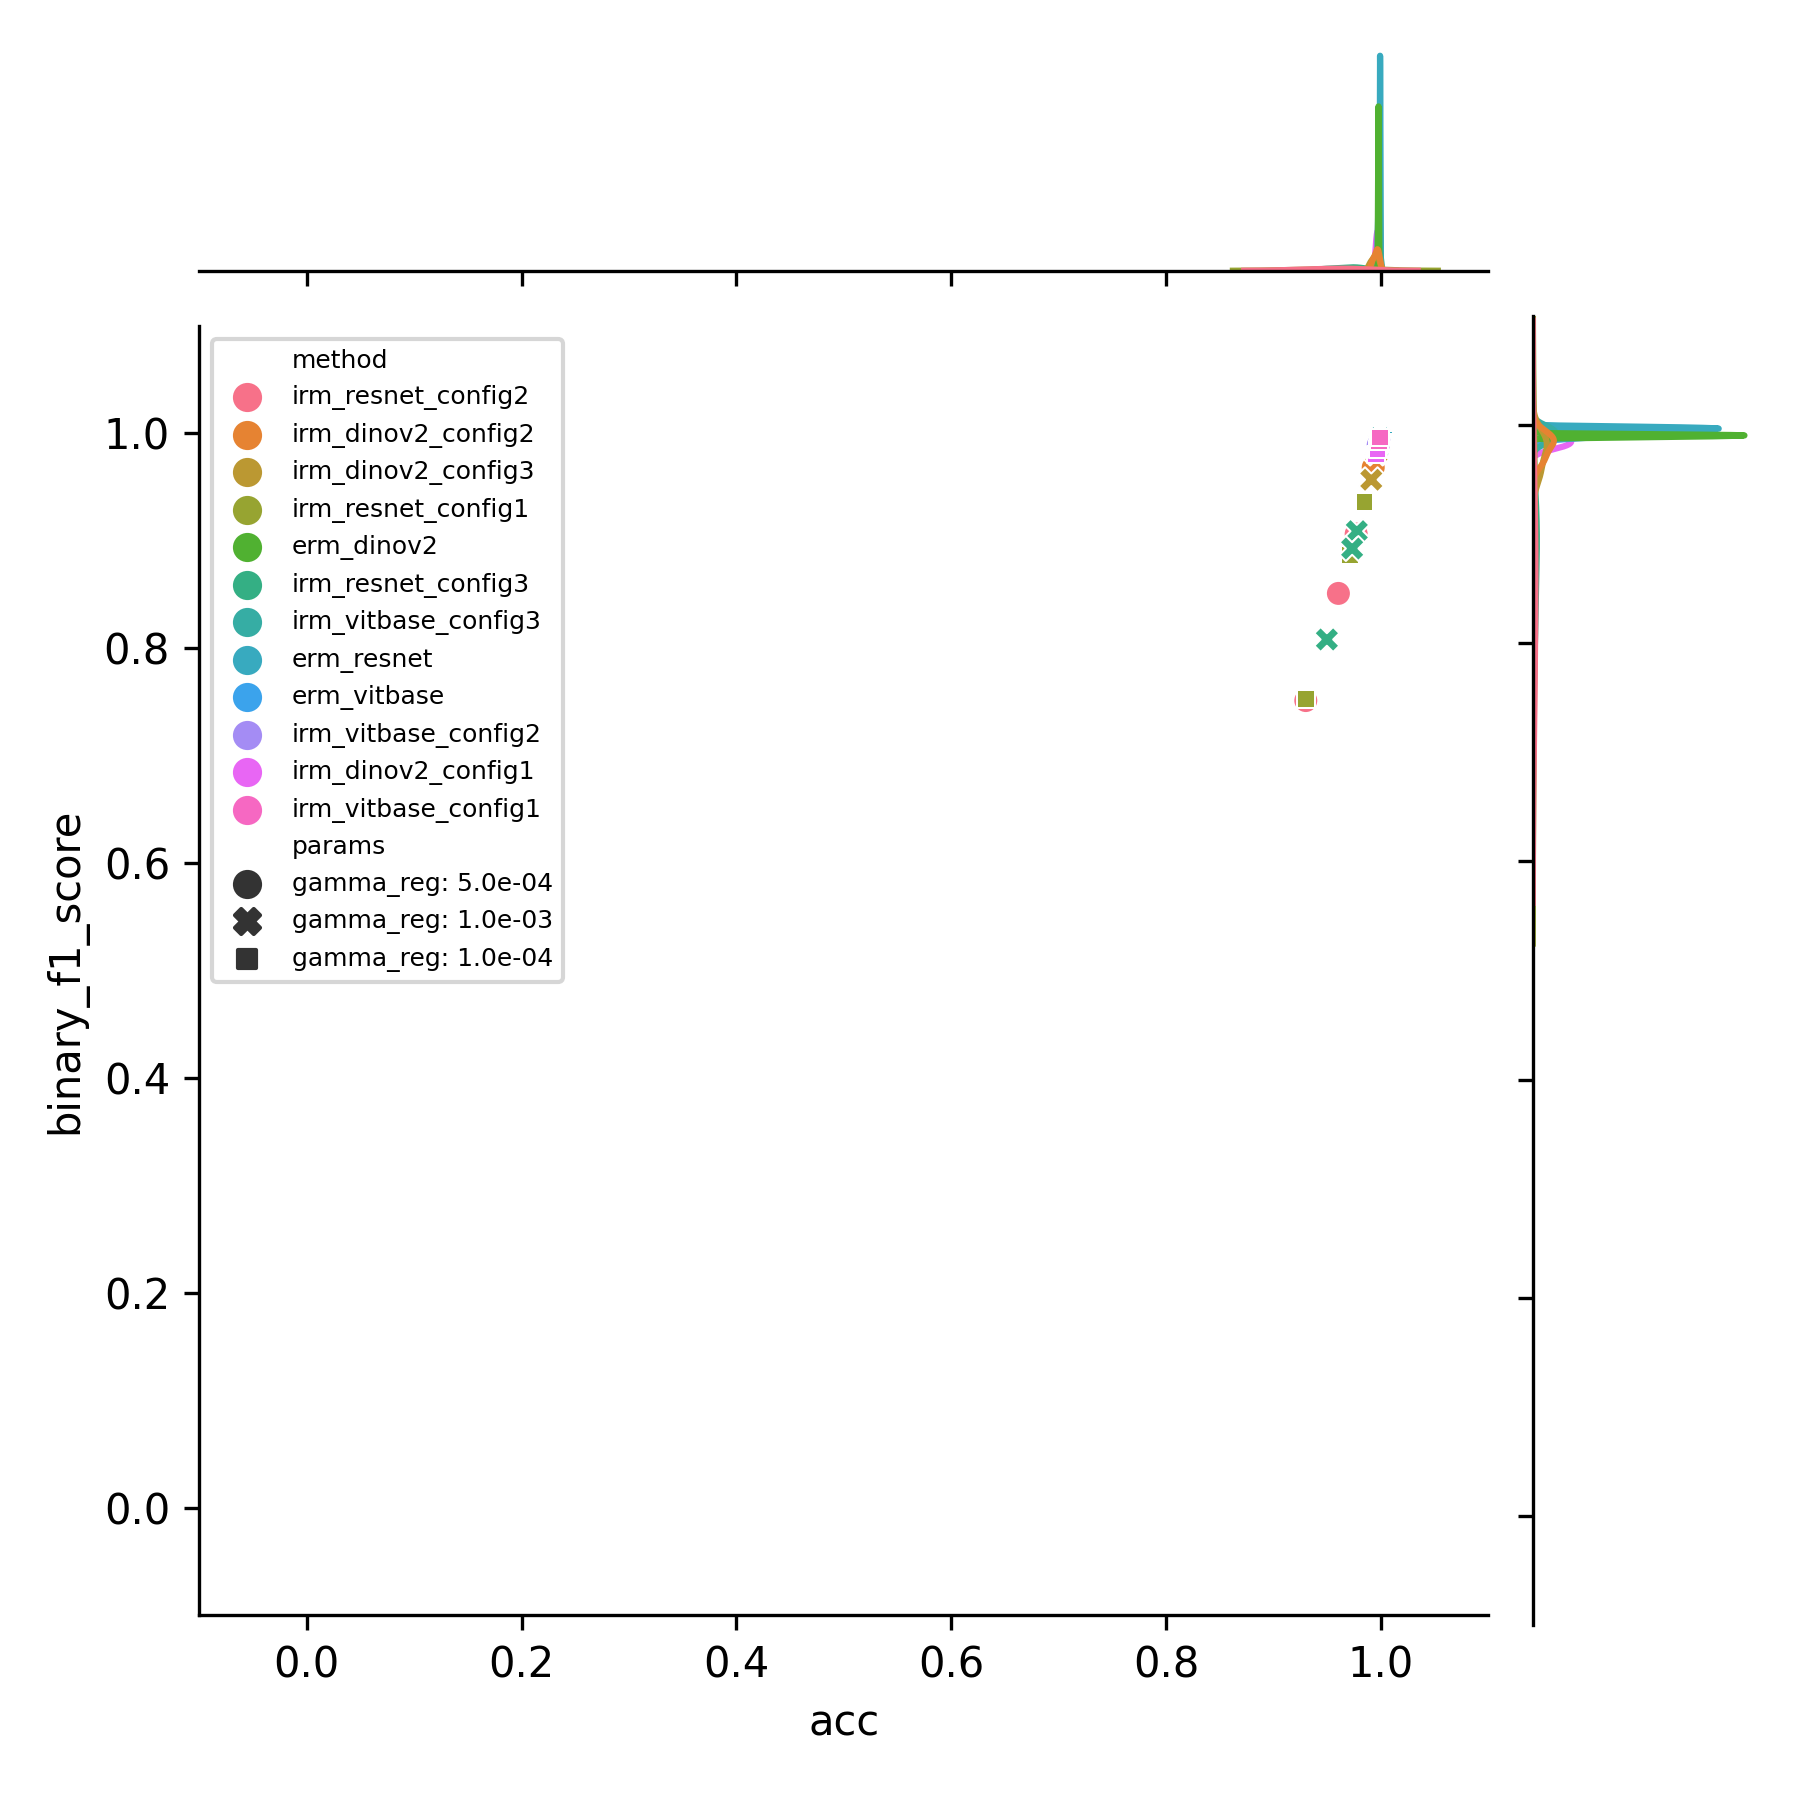 method
irm_resnet_config2
irm_dinov2_config2
irm_dinov2_config3
irm_resnet_config1
erm_dinov2
irm_resnet_config3
irm_vitbase_config3
erm_resnet
erm_vitbase
irm_vitbase_config2
irm_dinov2_config1
irm_vitbase_config1
params
gamma_reg: 5.0e-04
gamma_reg: 1.0e-03
gamma_reg: 1.0e-04
binary_f1_score
1.0
0.8
0.6
0.4
0.2
0.0
0.0 0.2 0.4 0.6 0.8 1.0
acc